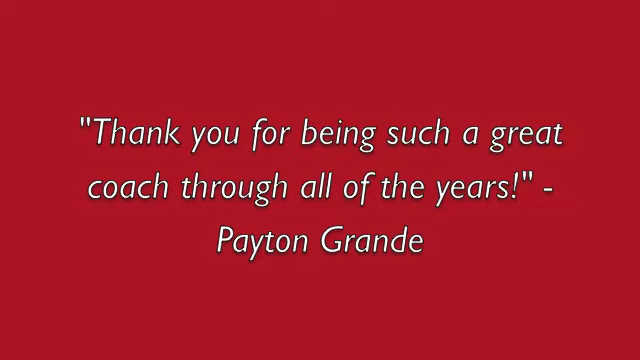 "Thank you for being such a great
coach through all of the years!" -
Payton Grande